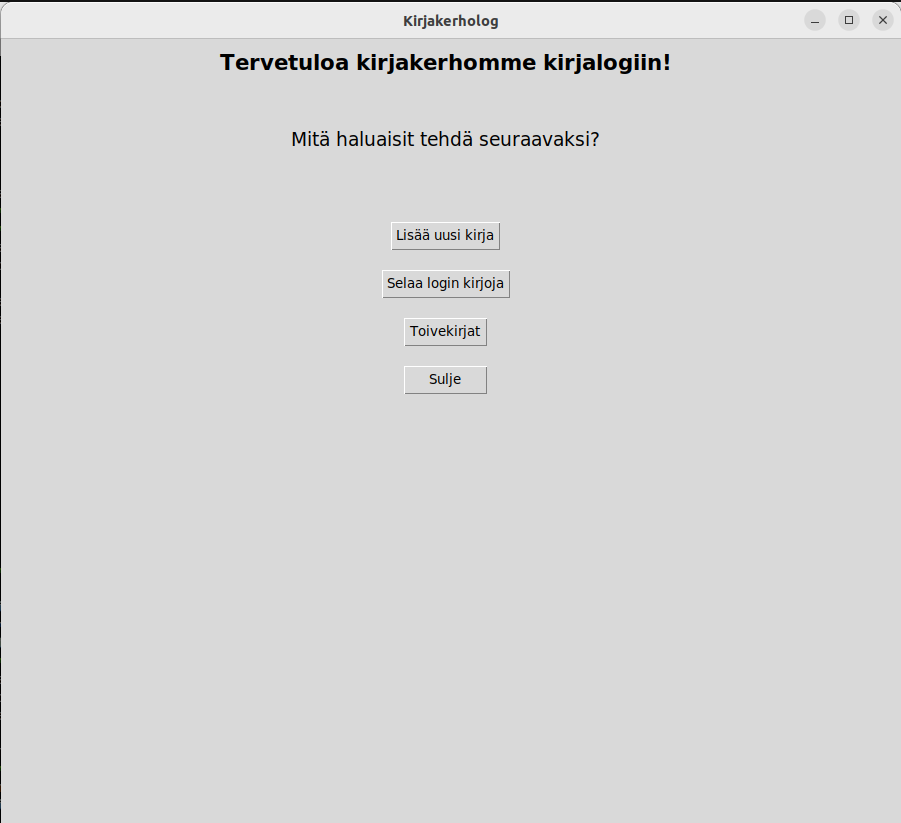 Kirjakerholog
Tervetuloa kirjakerhomme kirjalogiin!
Mitä haluaisit tehdä seuraavaksi?
Lisää uusi kirja
Selaa login kirjoja
Toivekirjat
Sulje